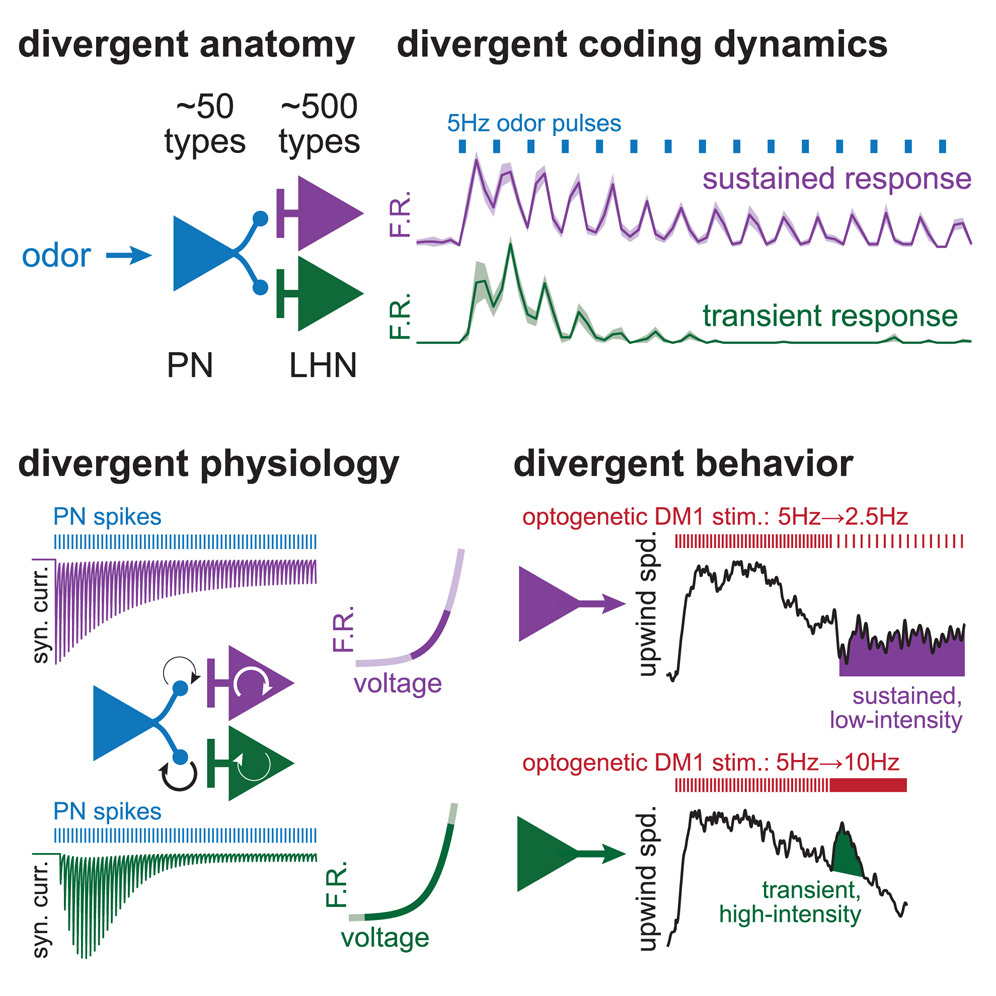 divergent anatomy
~50 types
~500 types
odor
PN
LHN
divergent coding dynamics
5Hz odor pulses
F.R.
sustained response
F.R.
transient response
divergent physiology
PN spikes
syn. curr.
F.R.
voltage
PN spikes
syn. curr.
F.R.
voltage
divergent behavior
optogenetic DM1 stim.: 5Hz→2.5Hz
upwind spd.
sustained,
low-intensity
optogenetic DM1 stim.: 5Hz→10Hz
upwind spd.
transient,
high-intensity